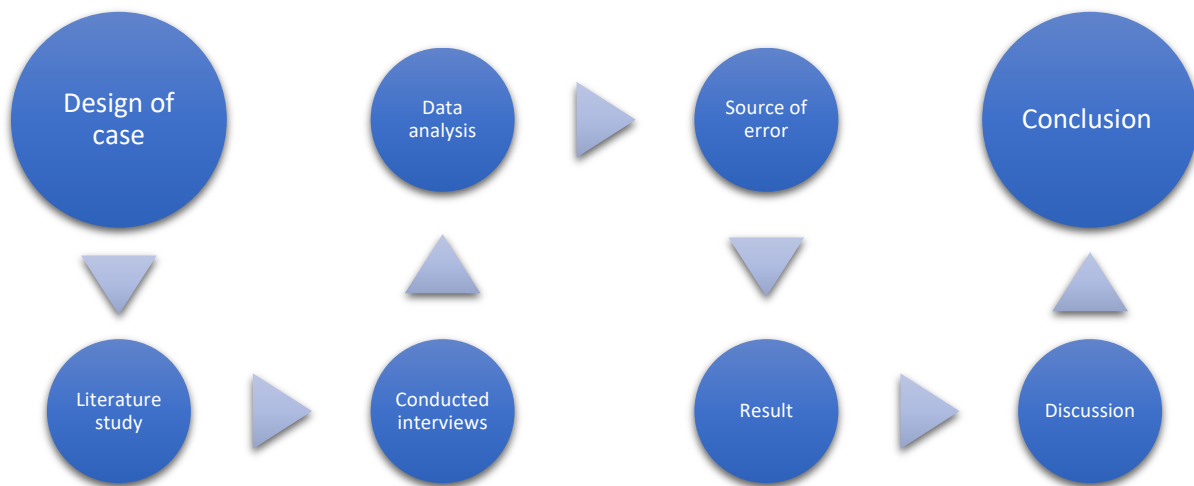 Design of
case
Literature
study
Conducted
interviews
Data
analysis
Source of
error
Result
Discussion
Conclusion